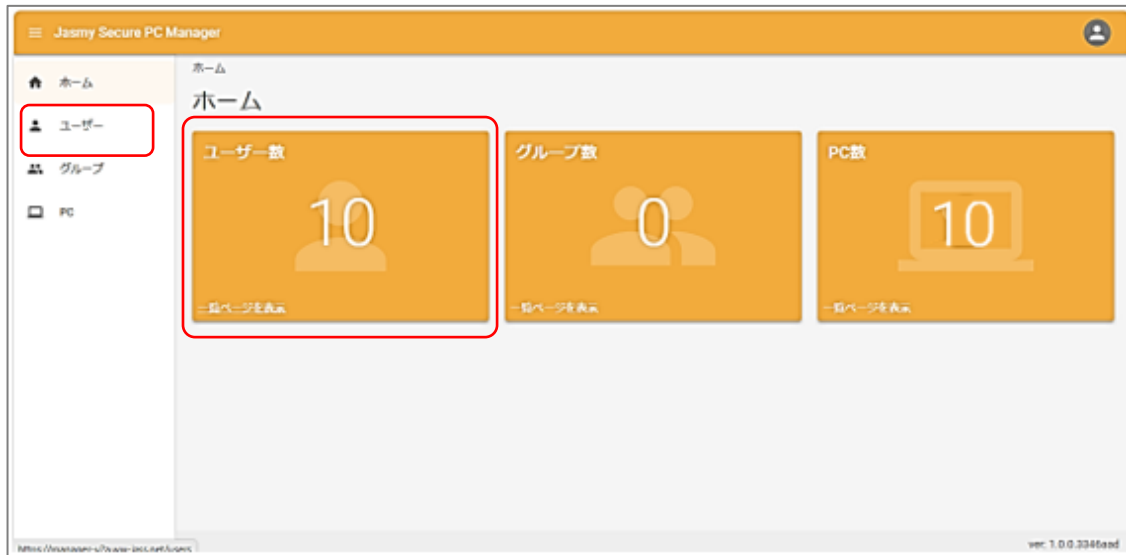 Jasmy Secure PC Manager
ホーム
ホーム
ホーム
ユーザー
グループ
PC
ユーザー数
10
一覧ページを表示
グループ数
0
一覧ページを表示
PC数
10
一覧ページを表示
ver. 1.0.0.3346aad